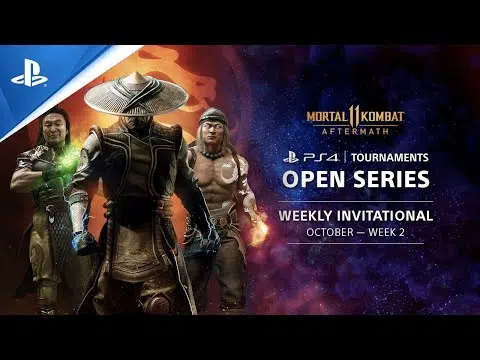 MORTAL 11 KOMBAT
AFTERMATH
PS4 | TOURNAMENTS
OPEN SERIES
WEEKLY INVITATIONAL
OCTOBER — WEEK 2